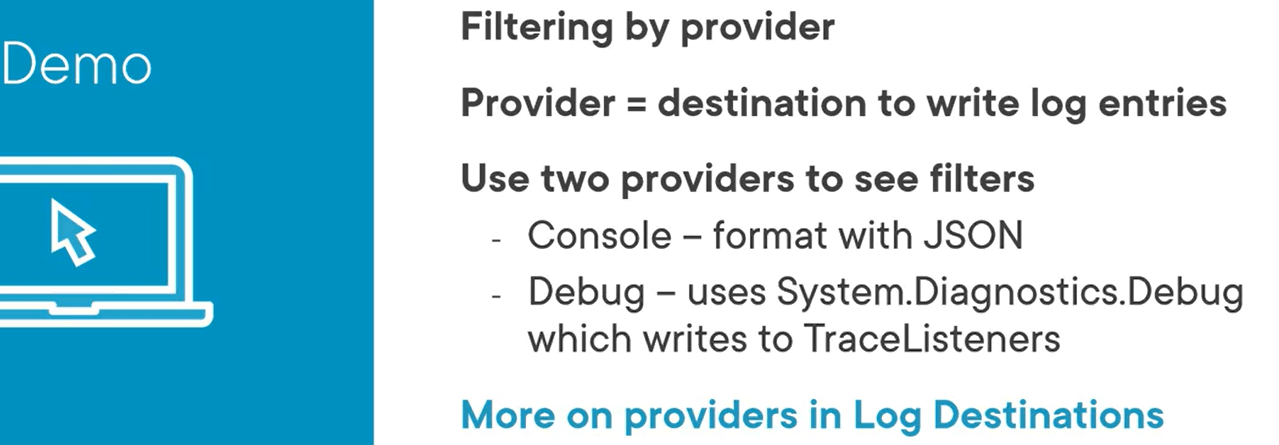 Demo
Filtering by provider
Provider = destination to write log entries
Use two providers to see filters
- Console – format with JSON
- Debug – uses System.Diagnostics.Debug
which writes to TraceListeners
More on providers in Log Destinations